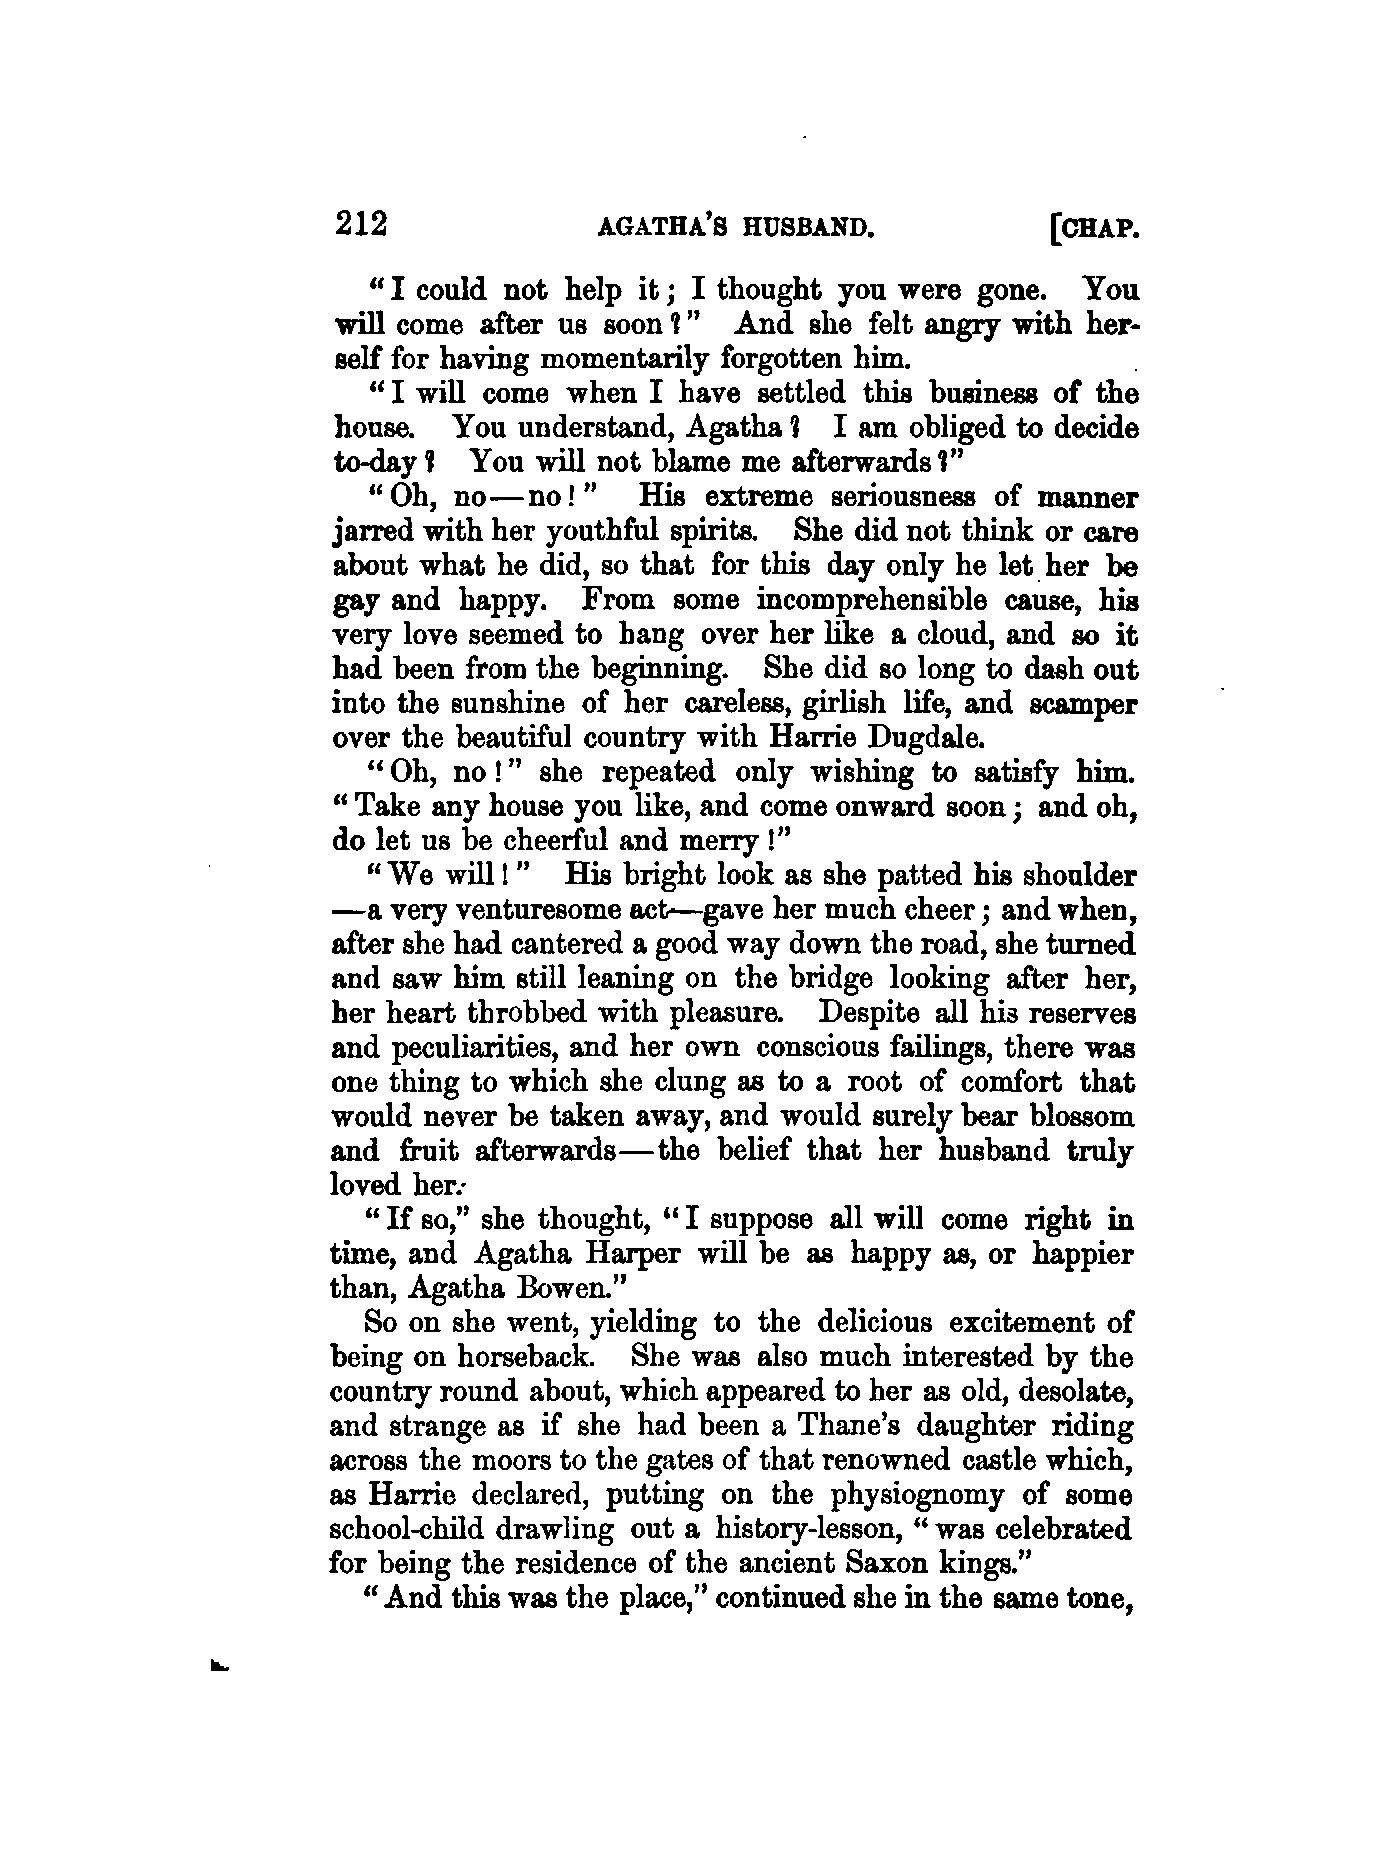 212 AGATHA'S HUSBAND. [CHAP.
"I could not help it; I thought you were gone. You
will come after us soon?" And she felt angry with her-
self for having momentarily forgotten him.
"I will come when I have settled this business of the
house. You understand, Agatha? I am obliged to decide
to-day? You will not blame me afterwards?"
"Oh, no—no!" His extreme seriousness of manner
jarred with her youthful spirits. She did not think or care
about what he did, so that for this day only he let her be
gay and happy. From some incomprehensible cause, his
very love seemed to hang over her like a cloud, and so it
had been from the beginning. She did so long to dash out
into the sunshine of her careless, girlish life, and scamper
over the beautiful country with Harrie Dugdale.
"Oh, no!" she repeated only wishing to satisfy him.
"Take any house you like, and come onward soon; and oh,
do let us be cheerful and merry!"
"We will!" His bright look as she patted his shoulder
—a very venturesome act—gave her much cheer; and when,
after she had cantered a good way down the road, she turned
and saw him still leaning on the bridge looking after her,
her heart throbbed with pleasure. Despite all his reserves
and peculiarities, and her own conscious failings, there was
one thing to which she clung as to a root of comfort that
would never be taken away, and would surely bear blossom
and fruit afterwards—the belief that her husband truly
loved her.
"If so," she thought, "I suppose all will come right in
time, and Agatha Harper will be as happy as, or happier
than, Agatha Bowen."
So on she went, yielding to the delicious excitement of
being on horseback. She was also much interested by the
country round about, which appeared to her as old, desolate,
and strange as if she had been a Thane's daughter riding
across the moors to the gates of that renowned castle which,
as Harrie declared, putting on the physiognomy of some
school-child drawling out a history-lesson, "was celebrated
for being the residence of the ancient Saxon kings."
"And this was the place," continued she in the same tone,